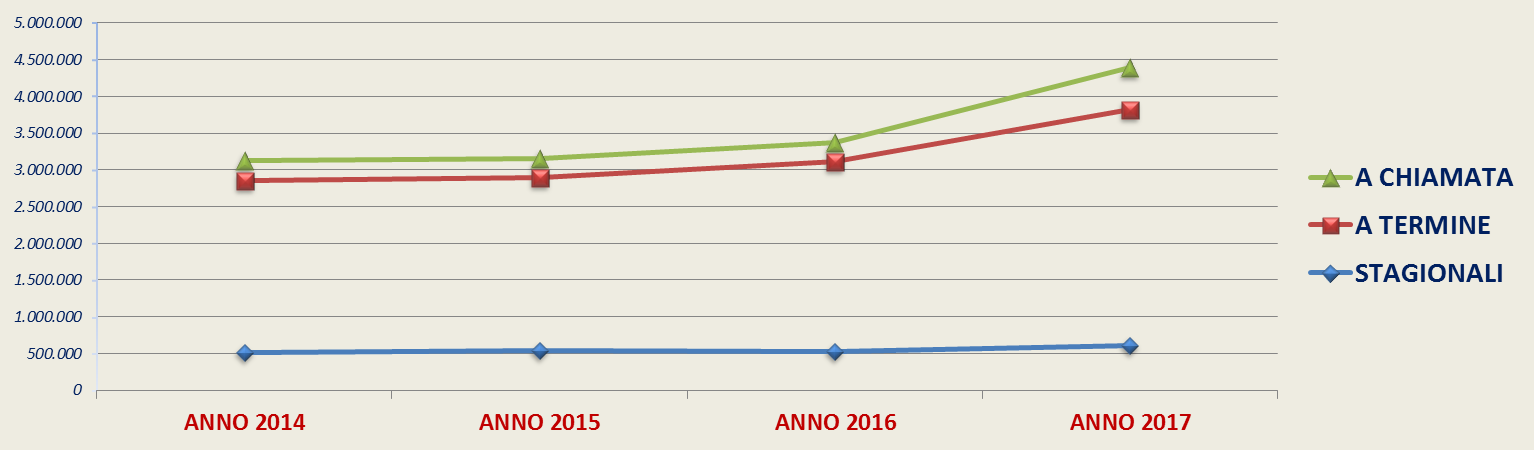 5.000.000
4.500.000
4.000.000
3.500.000
3.000.000
2.500.000
2.000.000
1.500.000
1.000.000
500.000
0
ANNO 2014
ANNO 2015
ANNO 2016
ANNO 2017
A CHIAMATA
A TERMINE
STAGIONALI